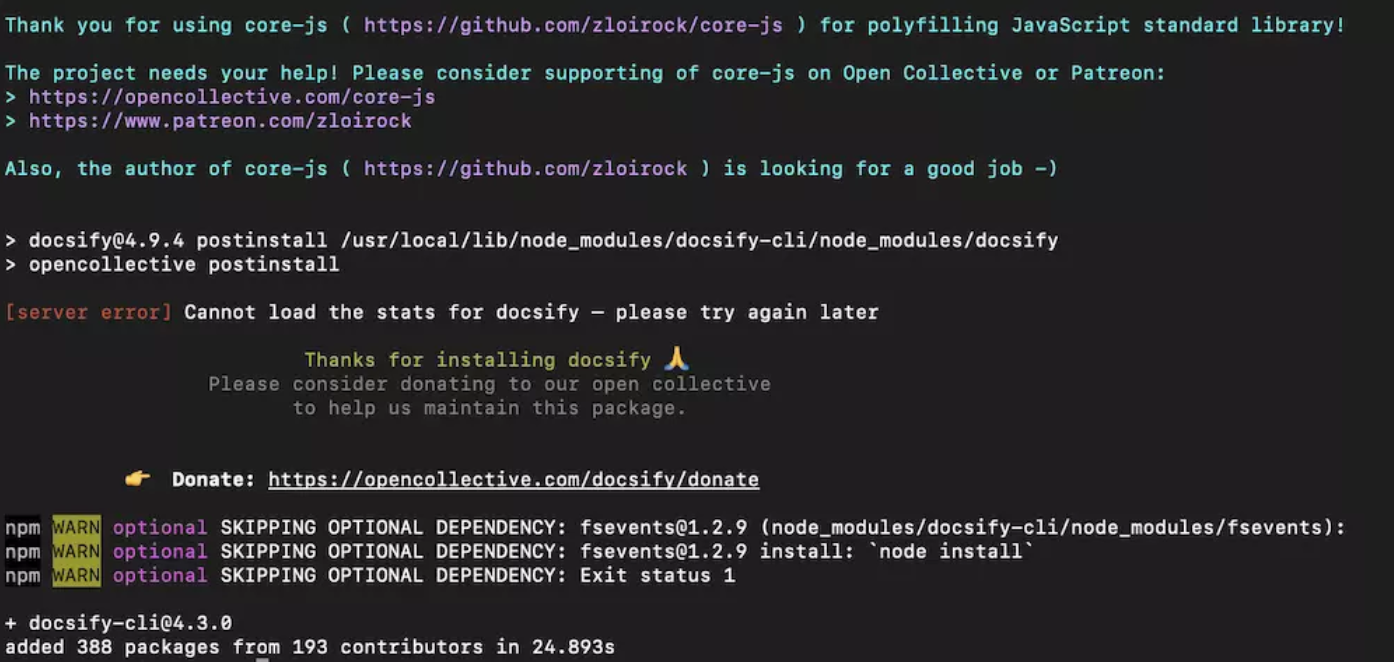 Thank you for using core-js ( https://github.com/zloirock/core-js ) for polyfilling JavaScript standard library!
The project needs your help! Please consider supporting of core-js on Open Collective or Patreon:
> https://opencollective.com/core-js
> https://www.patreon.com/zloirock
Also, the author of core-js ( https://github.com/zloirock ) is looking for a good job -)
> docsify@4.9.4 postinstall /usr/local/lib/node_modules/docsify-cli/node_modules/docsify
> opencollective postinstall
[server error] Cannot load the stats for docsify — please try again later
Thanks for installing docsify 🙏
Please consider donating to our open collective
to help us maintain this package.
👉 Donate: https://opencollective.com/docsify/donate
npm WARN optional SKIPPING OPTIONAL DEPENDENCY: fsevents@1.2.9 (node_modules/docsify-cli/node_modules/fsevents):
npm WARN optional SKIPPING OPTIONAL DEPENDENCY: fsevents@1.2.9 install: `node install`
npm WARN optional SKIPPING OPTIONAL DEPENDENCY: Exit status 1
+ docsify-cli@4.3.0
added 388 packages from 193 contributors in 24.893s